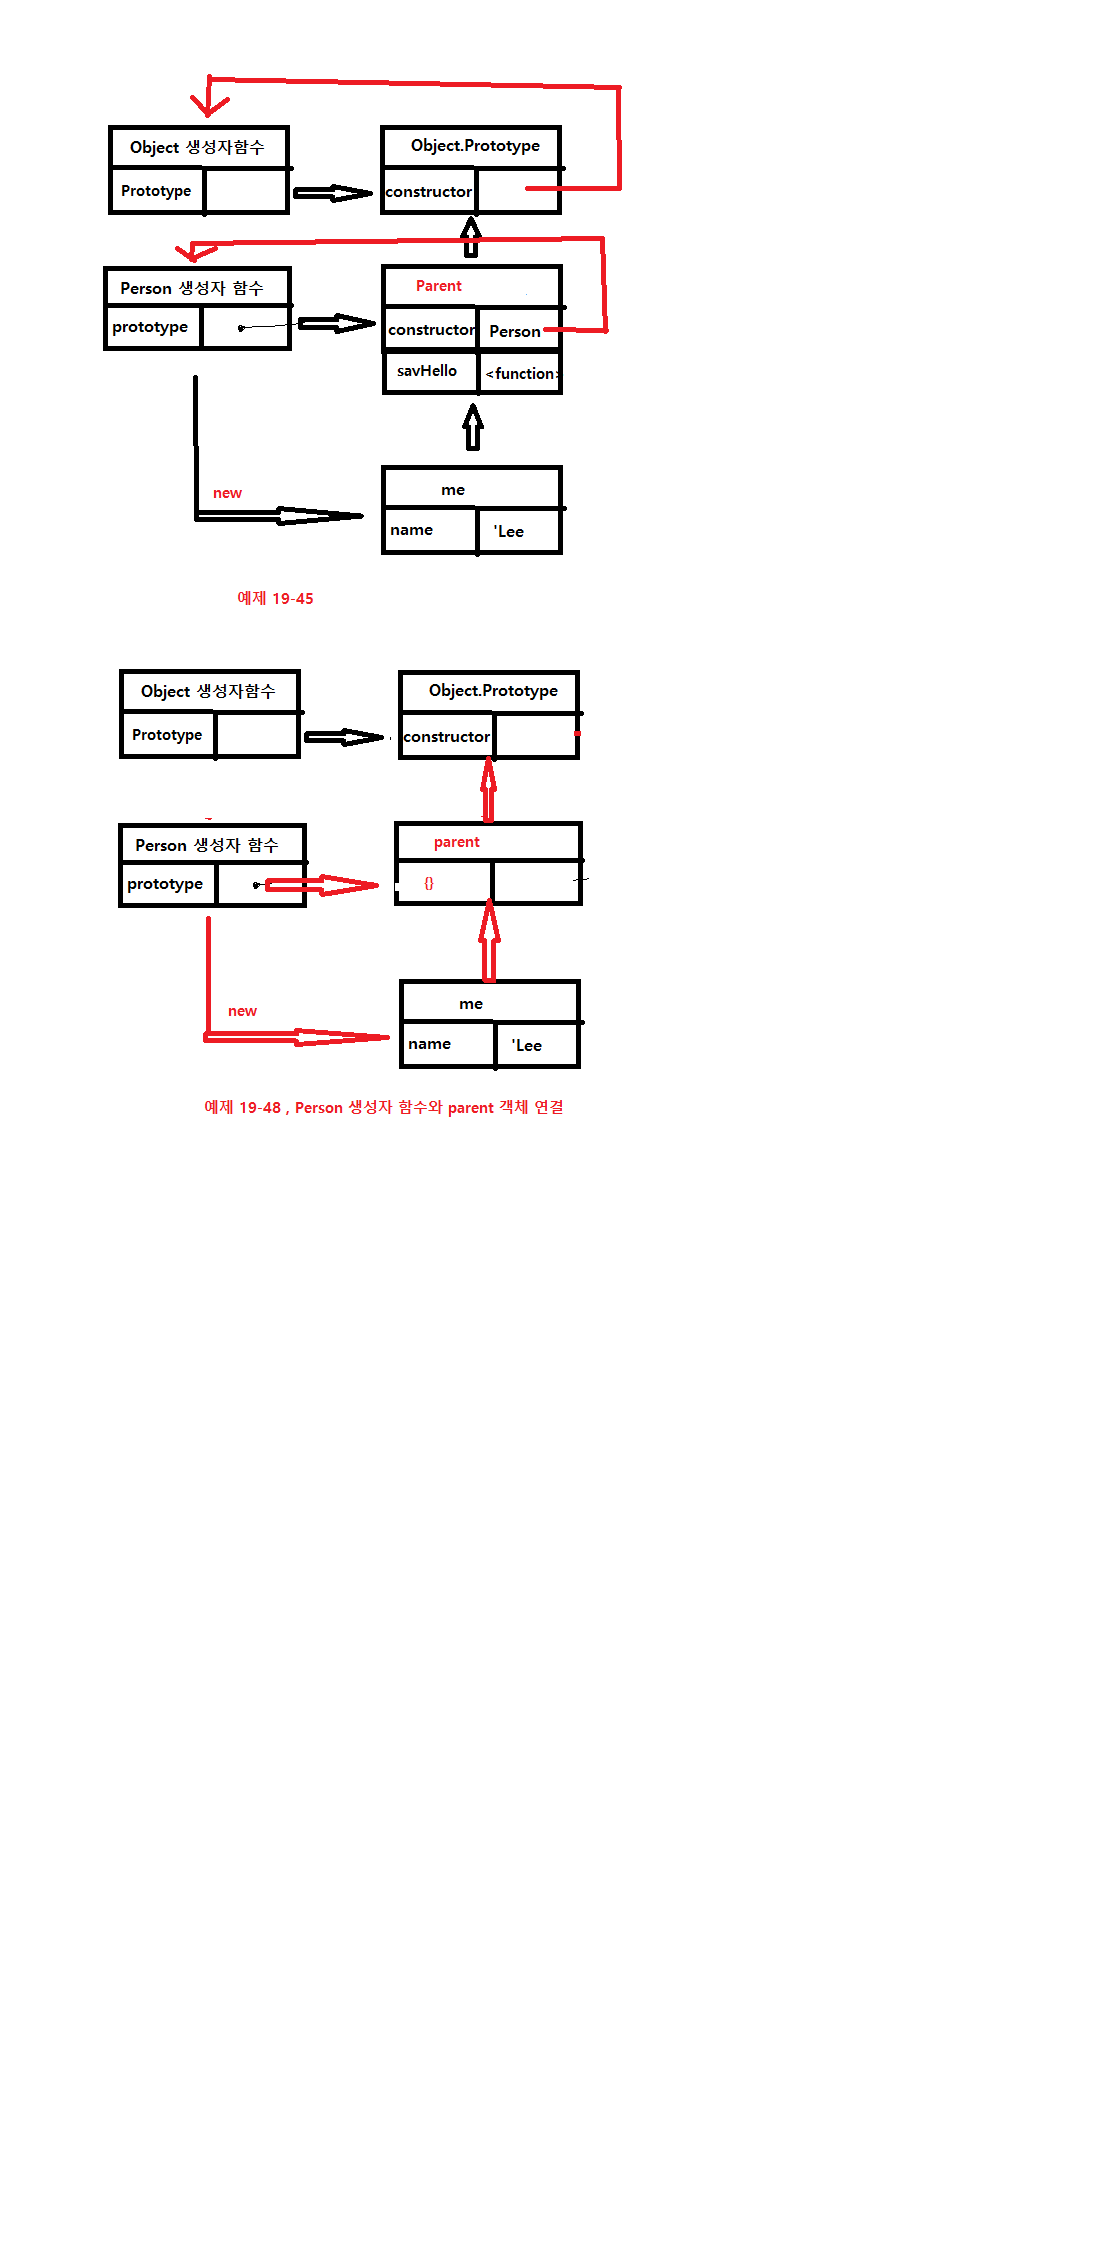 Object 생성자함수
Object.Prototype
Prototype
constructor
Person 생성자 함수
Parent
prototype
constructor
Person
savHello
<function>
new
me
name
'Lee
예제 19-45
Object 생성자함수
Object.Prototype
Prototype
constructor
Person 생성자 함수
parent
prototype
{}
new
me
name
'Lee
예제 19-48 , Person 생성자 함수와 parent 객체 연결